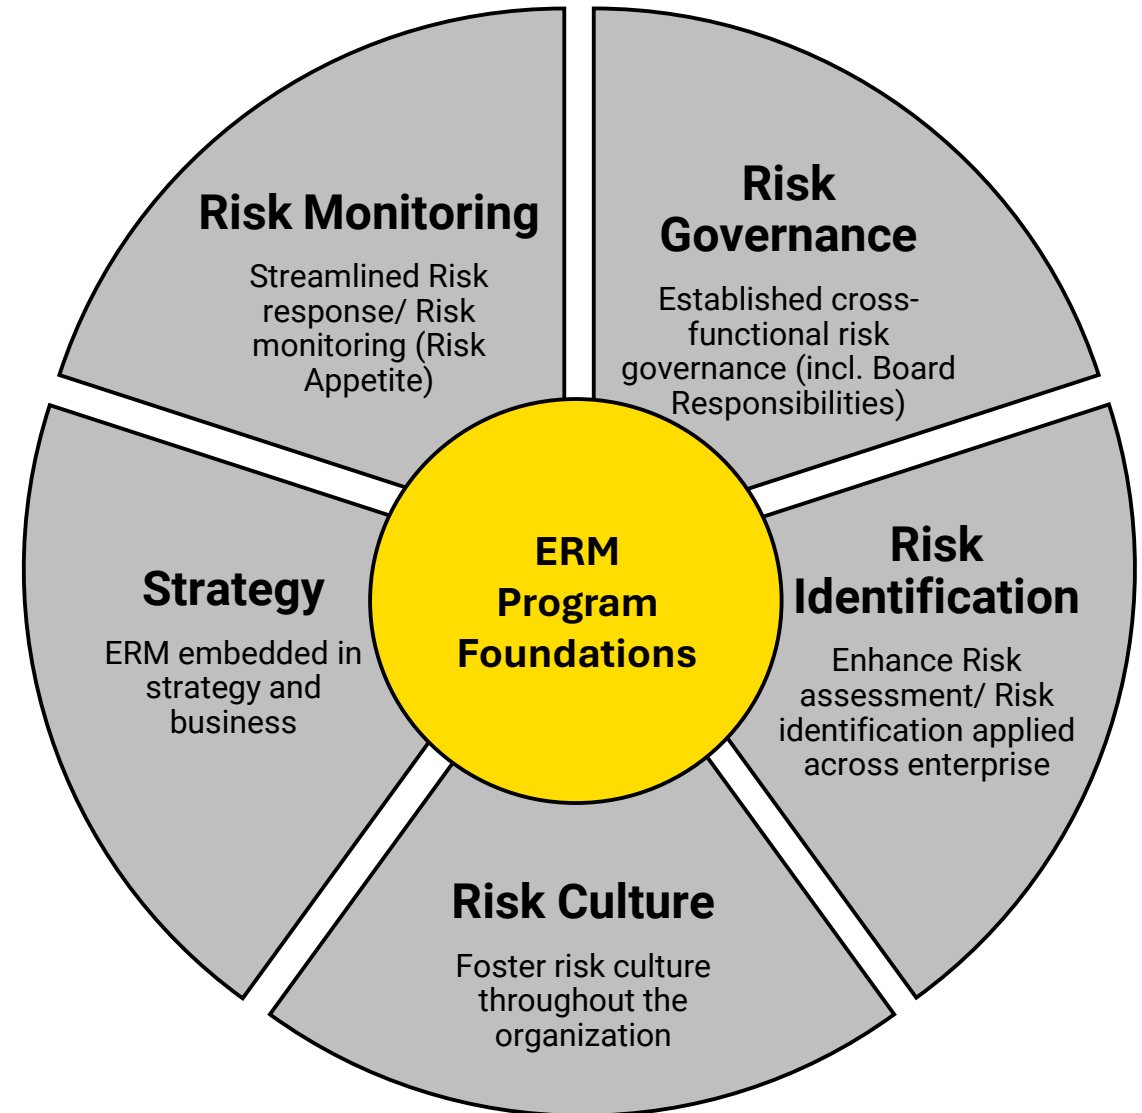 Risk Monitoring
Streamlined Risk
response/ Risk
monitoring (Risk
Appetite)
Risk
Governance
Established cross-
functional risk
governance (incl. Board
Responsibilities)
Strategy
ERM embedded in
strategy and
business
ERM
Program
Foundations
Risk
Identification
Enhance Risk
assessment/ Risk
identification applied
across enterprise
Risk Culture
Foster risk culture
throughout the
organization